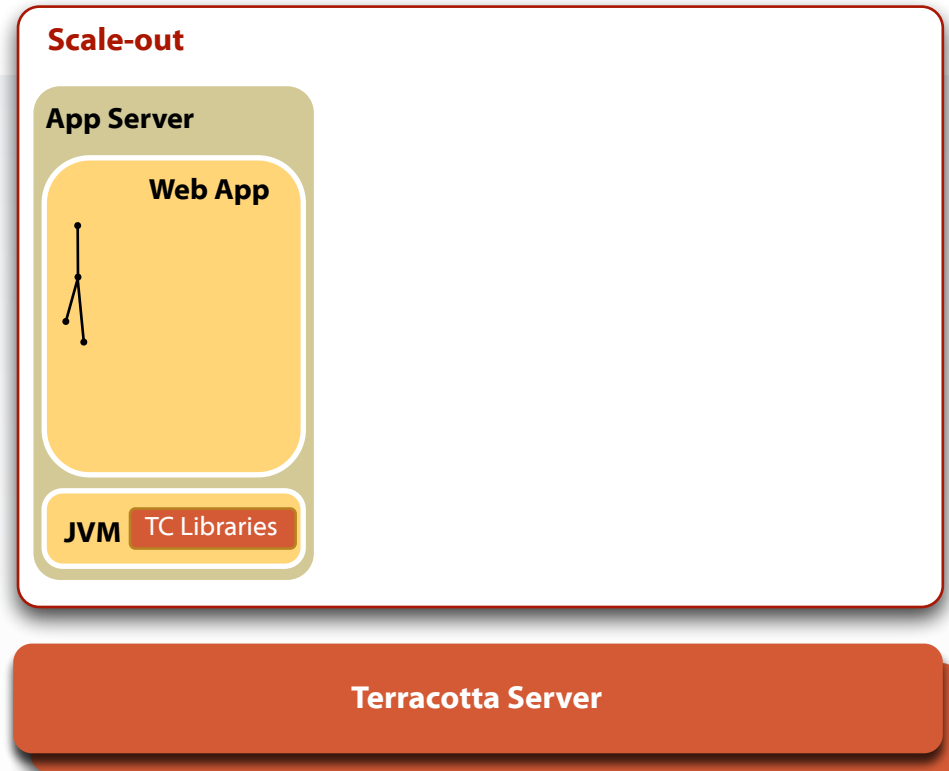 Scale-out
App Server
Web App
JVM
TC Libraries
Terracotta Server